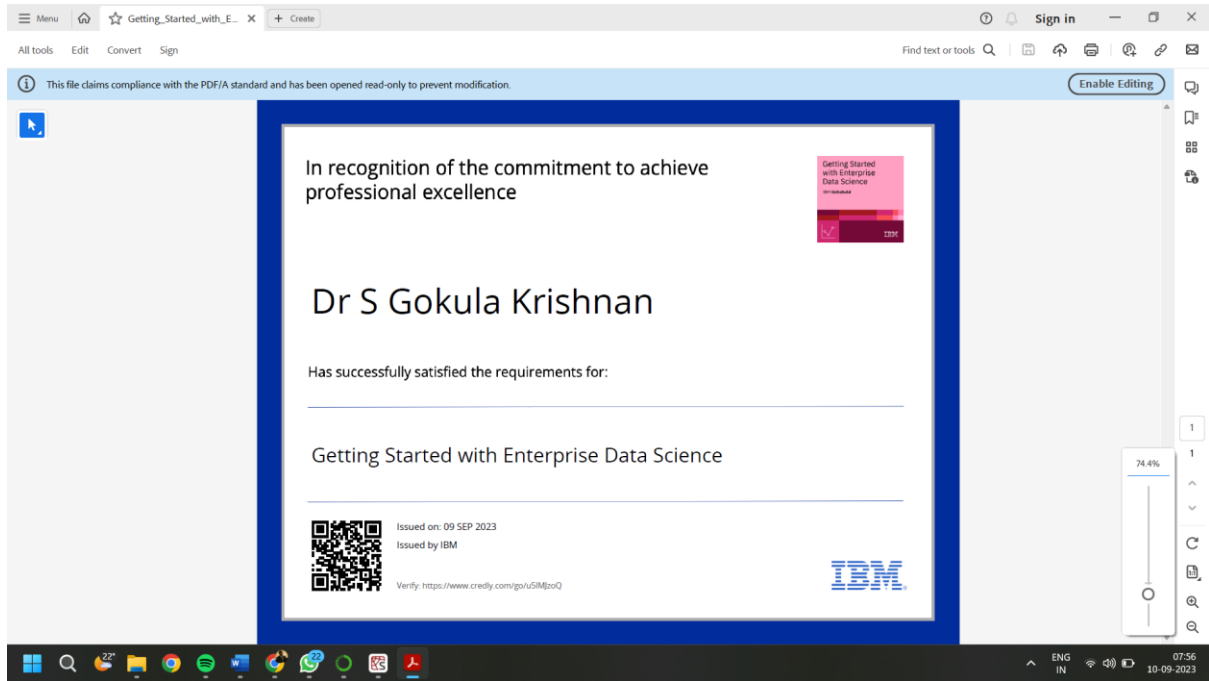 Menu
Getting_Started_with_E...
Create
Sign in
All tools Edit Convert Sign
Find text or tools
This file claims compliance with the PDF/A standard and has been opened read-only to prevent modification.
Enable Editing
In recognition of the commitment to achieve
professional excellence
Getting Started
with Enterprise
Data Science
IBM
Dr S Gokula Krishnan
Has successfully satisfied the requirements for:
Getting Started with Enterprise Data Science
Issued on: 09 SEP 2023
Issued by IBM
Verify: https://www.credly.com/go/
IBM
1
1
74.4%
22°
22
ENG
IN
07:56
10-09-2023